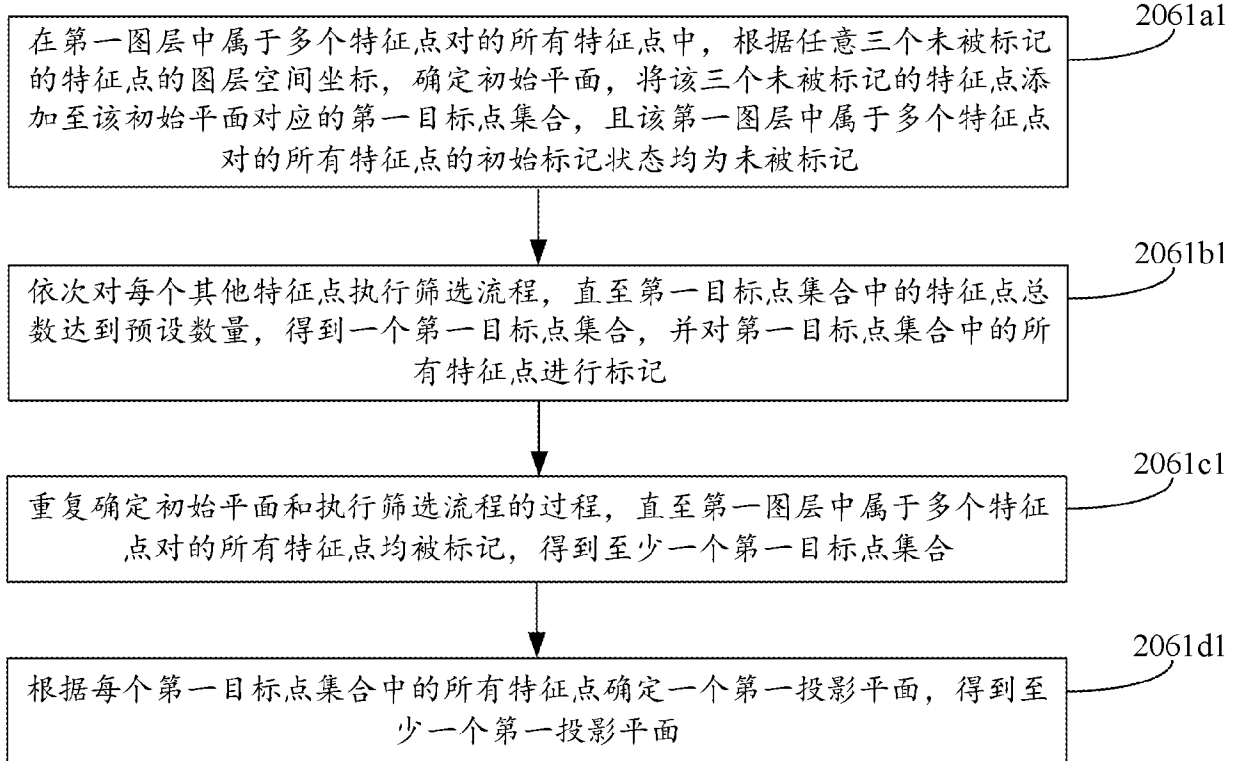 2061a1
在第一图层中属于多个特征点对的所有特征点中，根据任意三个未被标记
的特征点的图层空间坐标，确定初始平面，将该三个未被标记的特征点添
加至该初始平面对应的第一目标点集合，且该第一图层中属于多个特征点
对的所有特征点的初始标记状态均为未被标记
2061b1
依次对每个其他特征点执行筛选流程，直至第一目标点集合中的特征点总
数达到预设数量，得到一个第一目标点集合，并对第一目标点集合中的所
有特征点进行标记
2061c1
重复确定初始平面和执行筛选流程的过程，直至第一图层中属于多个特征
点对的所有特征点均被标记，得到至少一个第一目标点集合
2061d1
根据每个第一目标点集合中的所有特征点确定一个第一投影平面，得到至
少一个第一投影平面